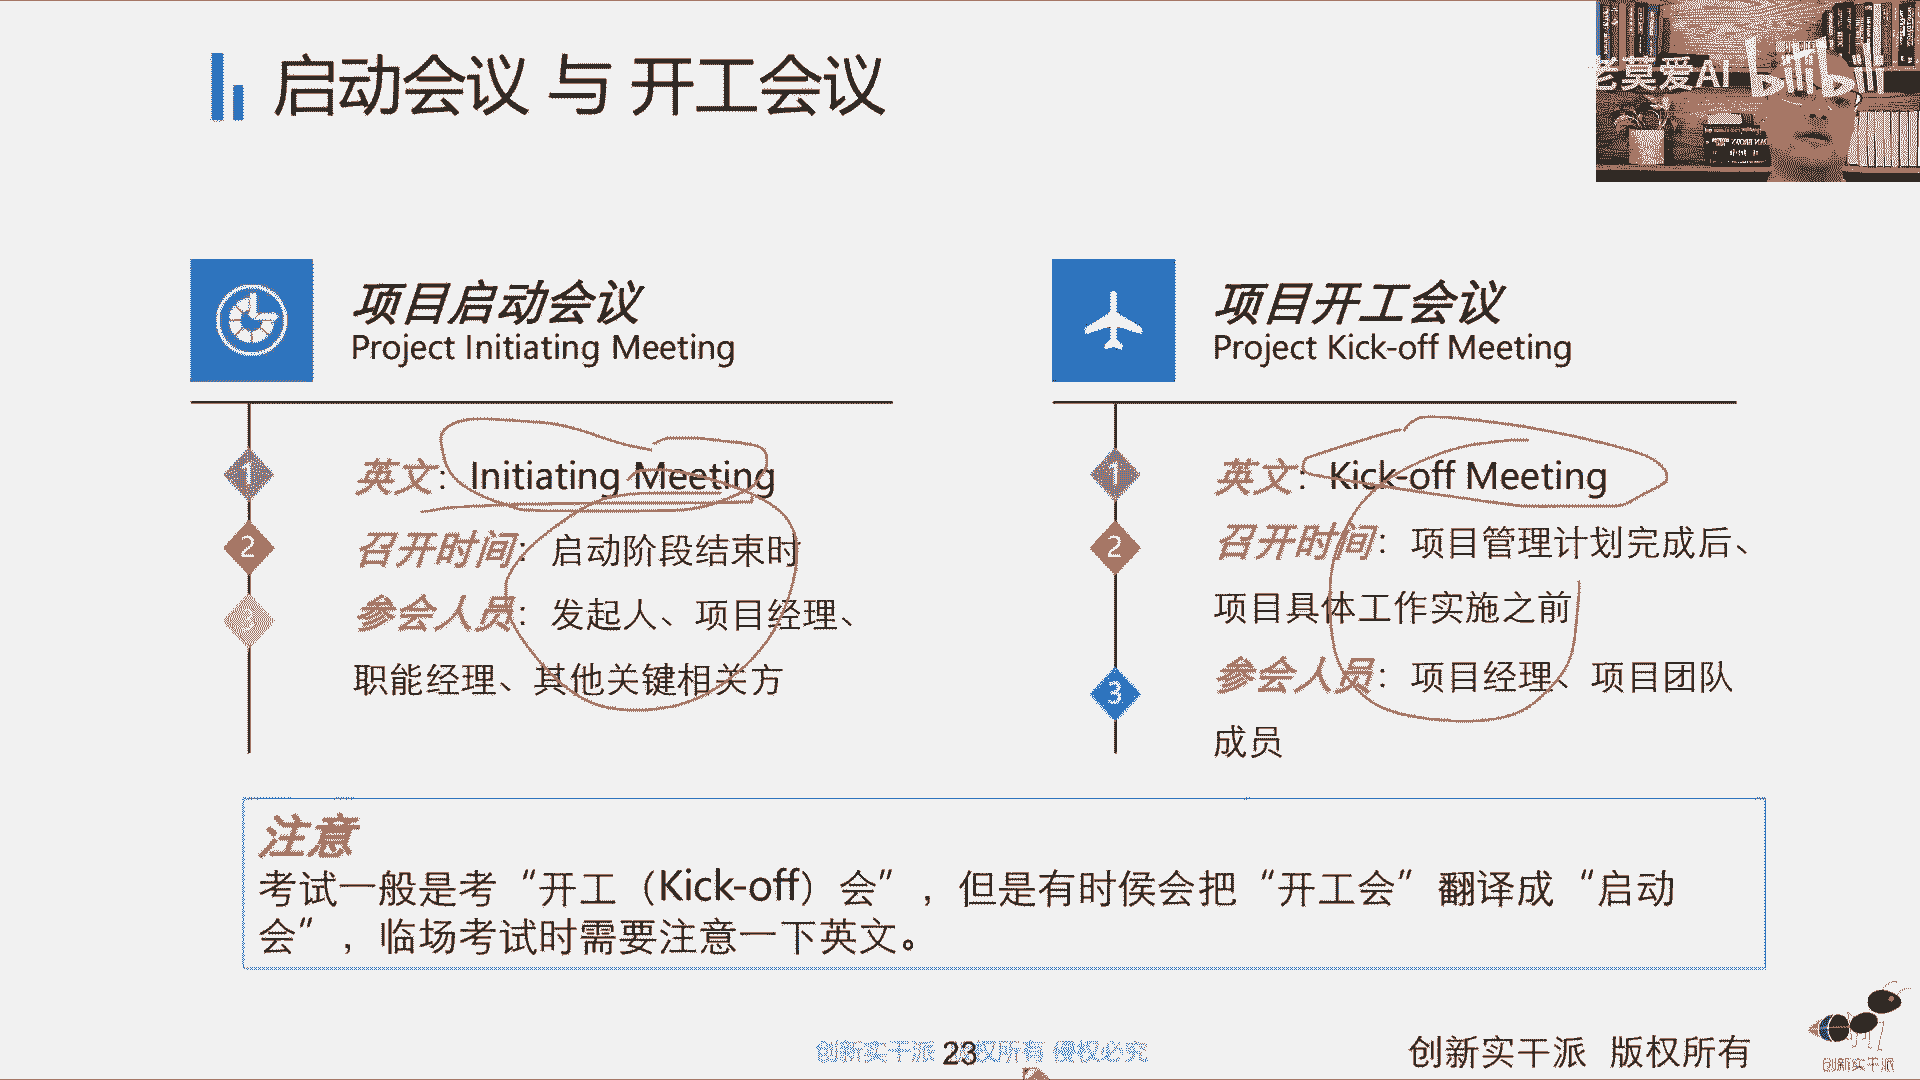 启动会议 与 开工会议
老莫爱AI bilibili
项目启动会议
Project Initiating Meeting
1 英文：Initiating Meeting
2 召开时间：启动阶段结束时
3 参会人员：发起人、项目经理、
职能经理、其他关键相关方
项目开工会议
Project Kick-off Meeting
1 英文：Kick-off Meeting
2 召开时间：项目管理计划完成后、
项目具体工作实施之前
3 参会人员：项目经理、项目团队
成员
注意
考试一般是考“开工（Kick-off）会”，但是有时侯会把“开工会”翻译成“启动
会”，临场考试时需要注意一下英文。
创新实干派 版权所有 侵权必究
23
创新实干派 版权所有
创新实干派